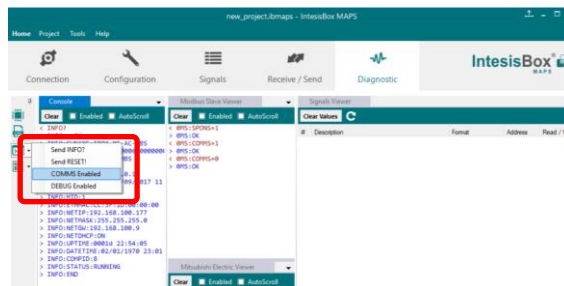 new_project.ibmaps - IntesisBox MAPS
Home Project Tools Help
Connection Configuration Signals Receive / Send Diagnostic
IntesisBox®
MAPS
Console Modbus Slave Viewer Signals Viewer
Clear Enabled AutoScroll Clear Enabled AutoScroll Clear Values
< INFO?
Send INFO?
Send RESET!
COMMS Enabled
DEBUG Enabled
< @MS:SPONS=1
> @MS:OK
< @MS:COMMS=1
> @MS:OK
< @MS:COMMS=0
> @MS:OK
# Description Format Address Read /
> INFO:HID:1
> INFO:NETIP:192.168.100.177
> INFO:NETMASK:255.255.255.0
> INFO:NETGW:192.168.100.9
> INFO:NETDHCP:ON
> INFO:UPTIME:0001d 22:54:05
> INFO:DATETIME:02/01/1970 23:01
> INFO:COMPID:8
> INFO:STATUS:RUNNING
> INFO:END
Mitsubishi Electric Viewer
Clear Enabled AutoScroll